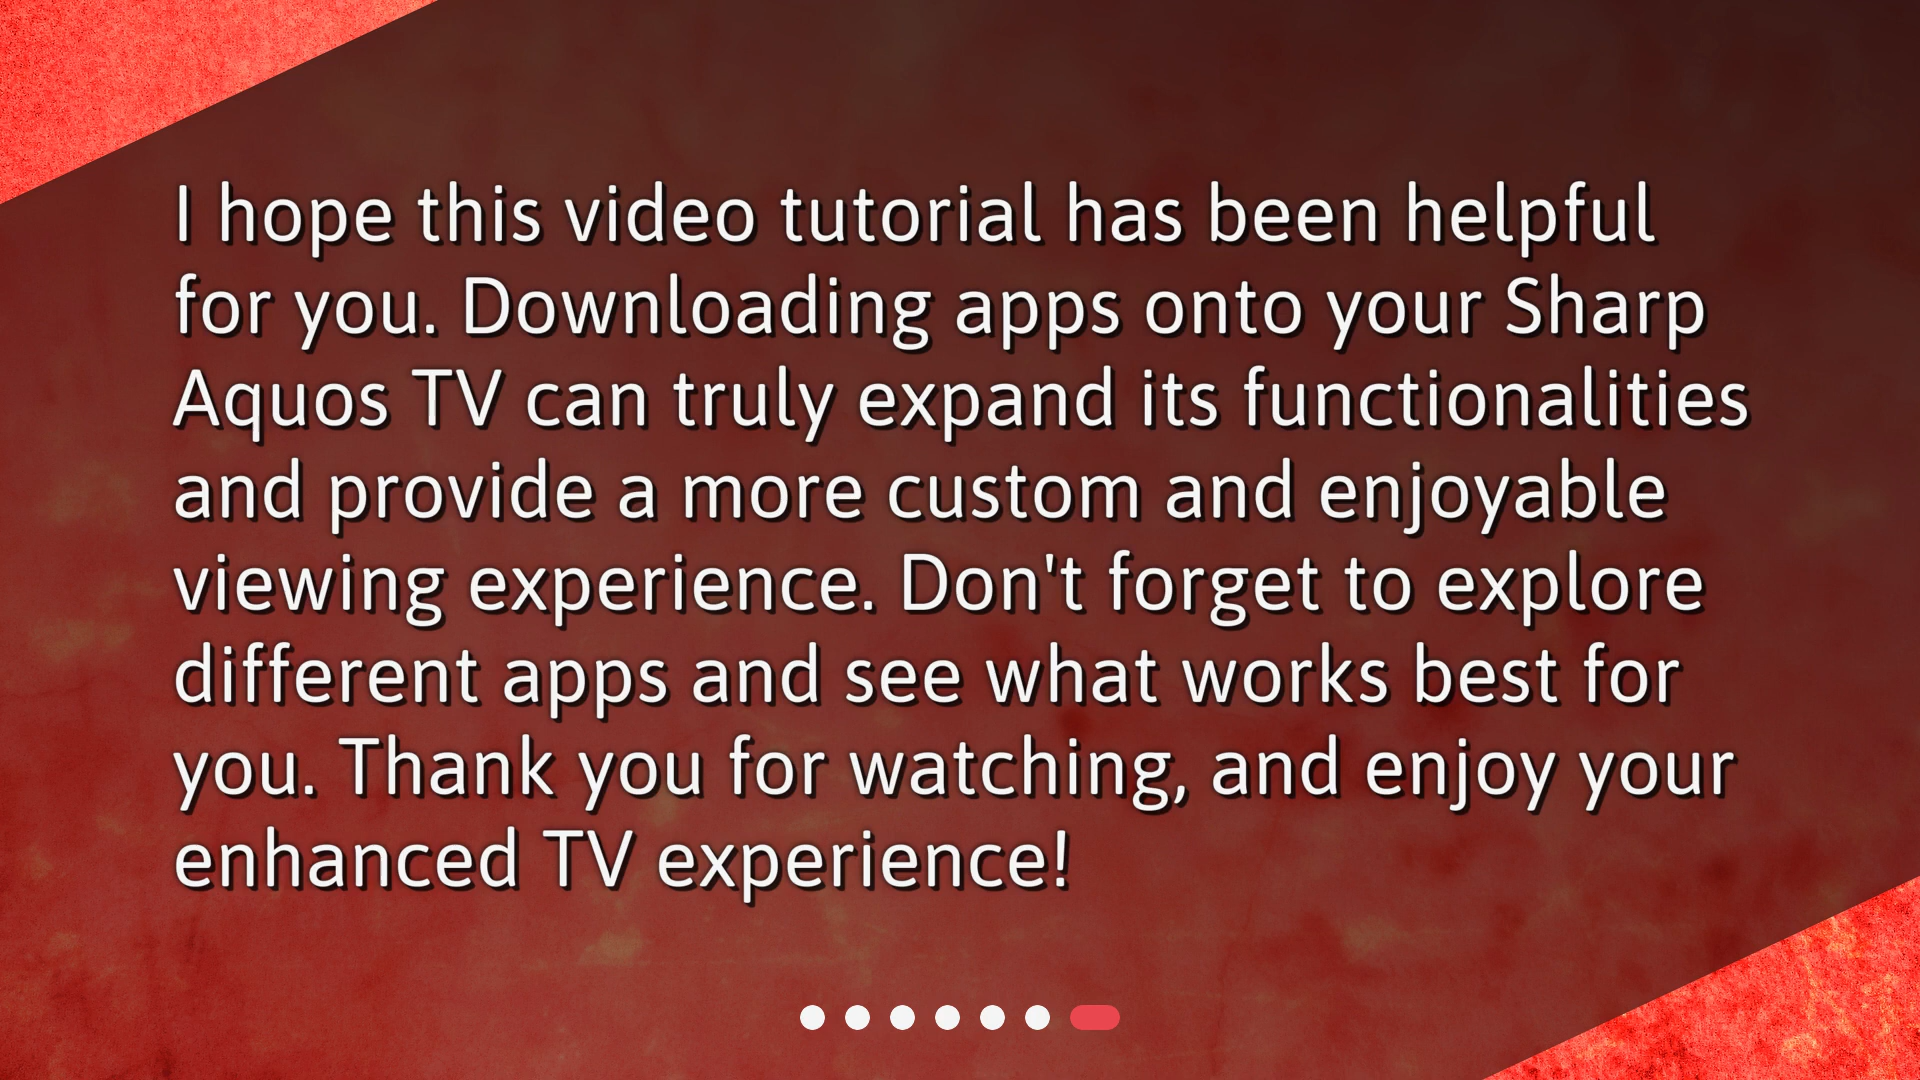 I hope this video tutorial has been helpful
for you. Downloading apps onto your Sharp
Aquos TV can truly expand its functionalities
and provide a more custom and enjoyable
viewing experience. Don't forget to explore
different apps and see what works best for
you. Thank you for watching, and enjoy your
enhanced TV experience!